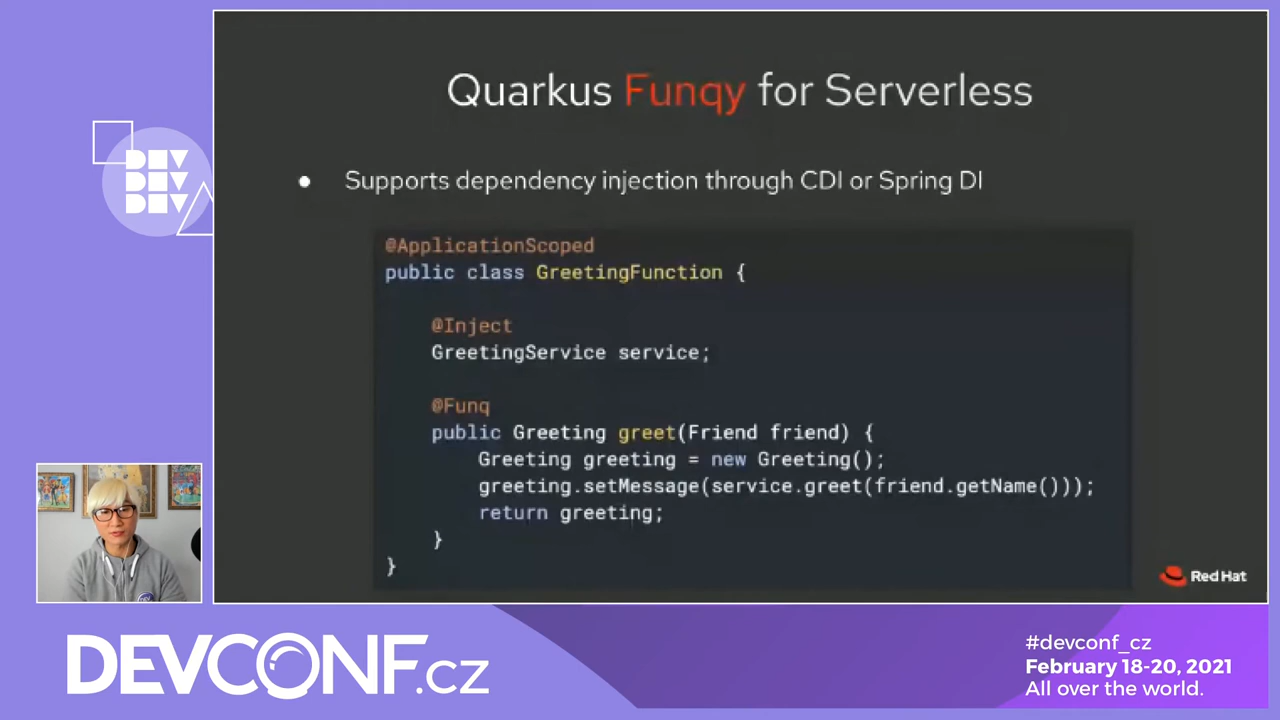 Quarkus Funqy for Serverless
● Supports dependency injection through CDI or Spring DI
@ApplicationScoped
public class GreetingFunction {
@Inject
GreetingService service;
@Funq
public Greeting greet(Friend friend) {
Greeting greeting = new Greeting();
greeting.setMessage(service.greet(friend.getName()));
return greeting;
}
}
Red Hat
DEV
DEV
DEV
DEVCONF.cz
#devconf_cz
February 18-20, 2021
All over the world.